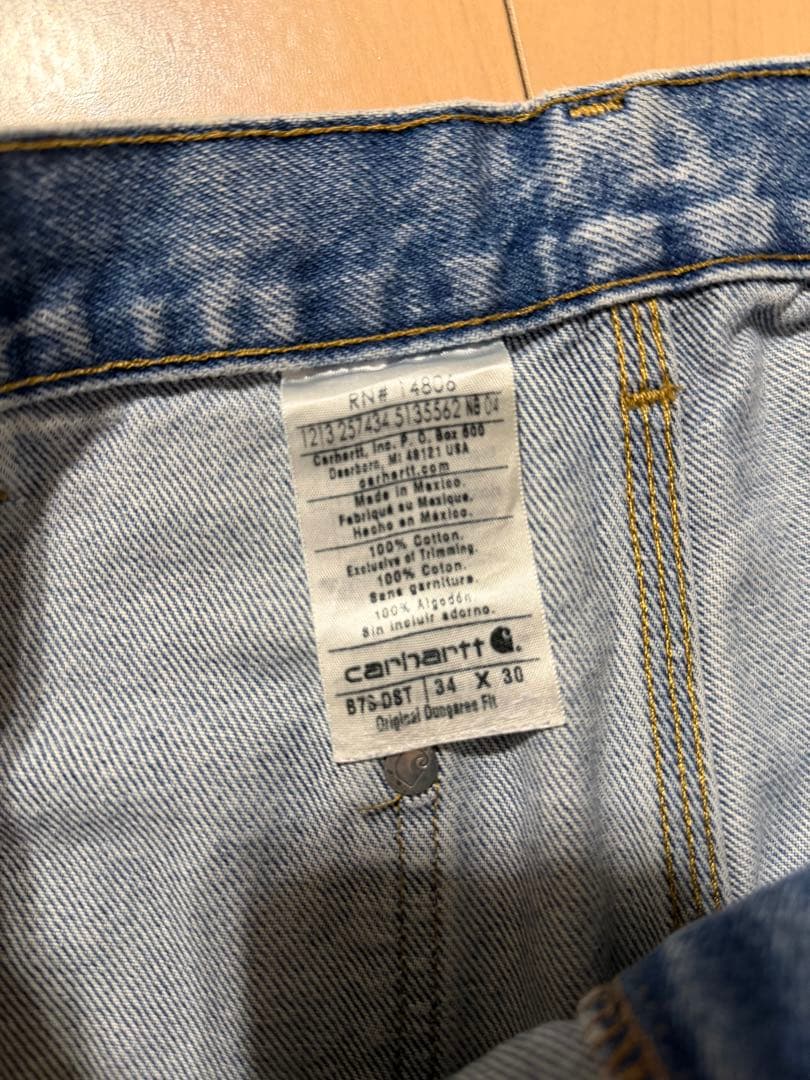 RN# 14806
1213 257434 5135562 NB 04
Carhartt, Inc. P. O. Box 600
Dearborn, MI 48121 USA
carhartt.com
Made in Mexico.
Fabriqué au Mexique.
Hecho en México.
100% Cotton.
Exclusive of Trimming.
100% Coton.
Sans garniture.
100% Algodón.
Sin incluir adorno.
carhartt
DST | 34 X 30
Original Dungaree Fit